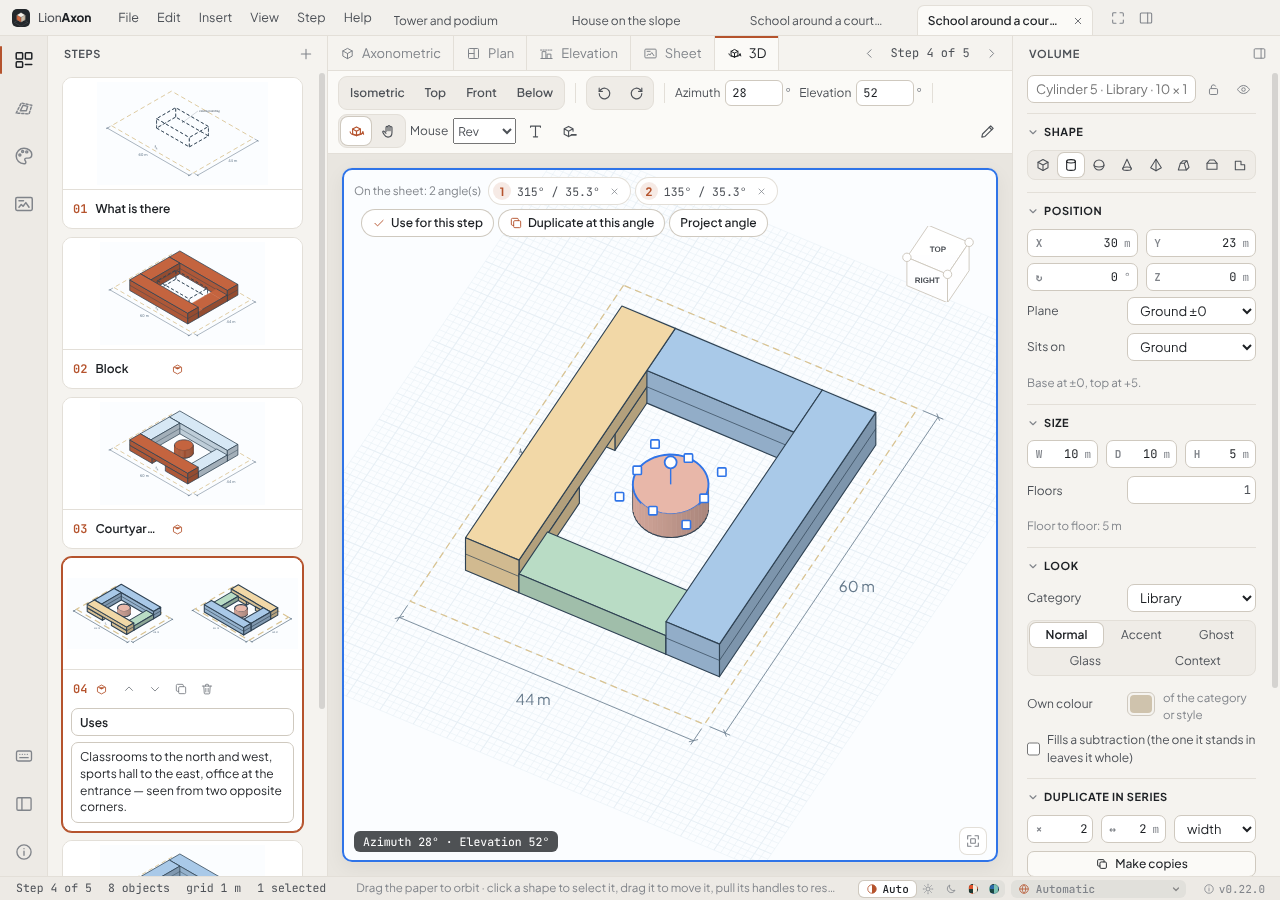 LionAxon
File Edit Insert View Step Help
Tower and podium
House on the slope
School around a court...
School around a cour...
STEPS
01 What is there
02 Block
03 Courtyar...
04
Uses
Classrooms to the north and west,
sports hall to the east, office at the
entrance — seen from two opposite
corners.
Axonometric Plan Elevation Sheet 3D
Step 4 of 5
Isometric Top Front Below
Azimuth 28 ° Elevation 52 °
Mouse Rev
On the sheet: 2 angle(s)
1 315° / 35.3° ×
2 135° / 35.3° ×
Use for this step
Duplicate at this angle
Project angle
TOP
RIGHT
60 m
44 m
Azimuth 28° · Elevation 52°
VOLUME
Cylinder 5 · Library · 10 × 1
SHAPE
POSITION
X 30 m Y 23 m
↻ 0 ° Z 0 m
Plane Ground ±0
Sits on Ground
Base at ±0, top at +5.
SIZE
W 10 m D 10 m H 5 m
Floors 1
Floor to floor: 5 m
LOOK
Category Library
Normal Accent Ghost
Glass Context
Own colour
of the category
or style
Fills a subtraction (the one it stands in
leaves it whole)
DUPLICATE IN SERIES
× 2 ↔ 2 m width
Make copies
Step 4 of 5 8 objects grid 1 m 1 selected
Drag the paper to orbit · click a shape to select it, drag it to move it, pull its handles to res...
Auto
Automatic
v0.22.0